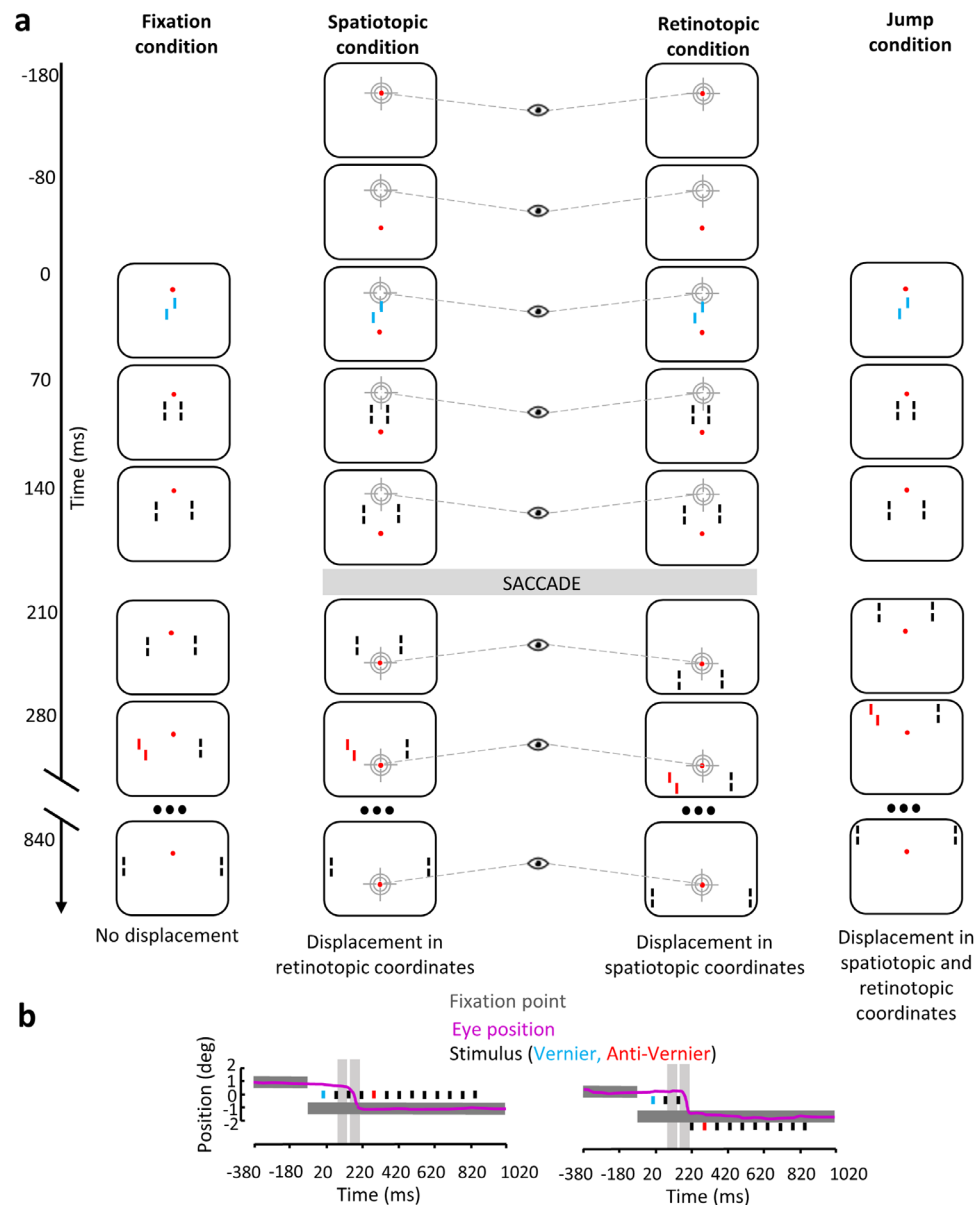 a
Fixation
condition
Spatiotopic
condition
Retinotopic
condition
Jump
condition
-180
-80
0
70
140
210
280
840
Time (ms)
SACCADE
No displacement
Displacement in
retinotopic coordinates
Displacement in
spatiotopic coordinates
Displacement in
spatiotopic and
retinotopic
coordinates
b
Fixation point
Eye position
Stimulus (Vernier, Anti-Vernier)
Position (deg)
2
1
0
-1
-2
-380 -180 20 220 420 620 820 1020
Time (ms)
-380 -180 20 220 420 620 820 1020
Time (ms)